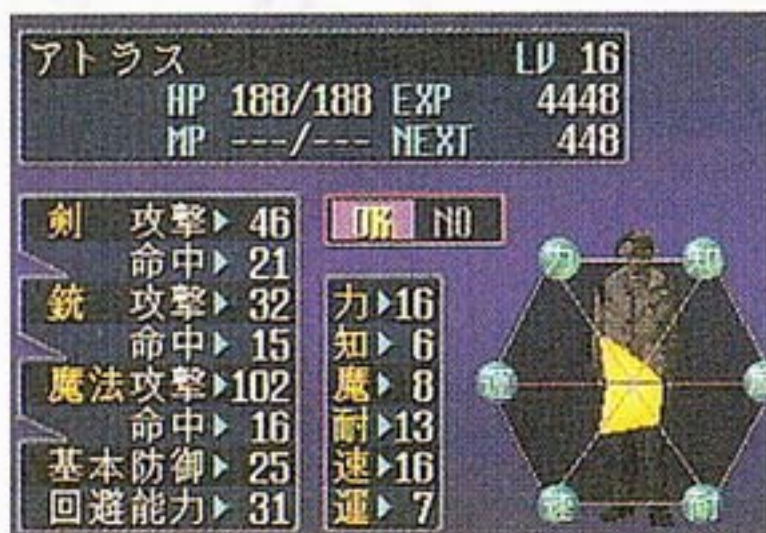 アトラス LV 16
HP 188/188 EXP 4448
MP ---/--- NEXT 448
剣 攻撃▶ 46
命中▶ 21
銃 攻撃▶ 32
命中▶ 15
魔法攻撃▶102
命中▶ 16
基本防御▶ 25
回避能力▶ 31
OK NO
力▶16
知▶ 6
魔▶ 8
耐▶13
速▶16
運▶ 7
力 知
運 魔
速 耐